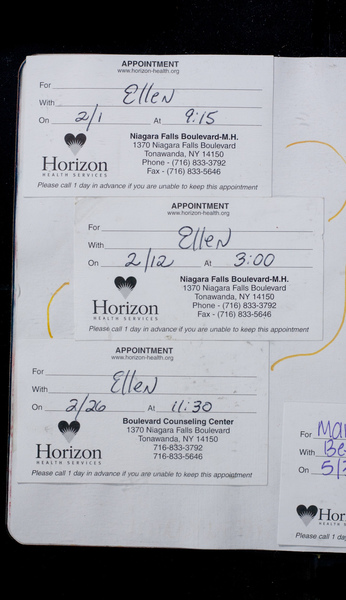 APPOINTMENT
www.horizon-health.org
For
With Ellen
On 2/1 At 9:15
Niagara Falls Boulevard-M.H.
1370 Niagara Falls Boulevard
Tonawanda, NY 14150
Phone - (716) 833-3792
Fax - (716) 833-5646
Horizon
HEALTH SERVICES
Please call 1 day in advance if you are unable to keep this appointment
APPOINTMENT
www.horizon-health.org
For
With Ellen
On 2/12 At 3:00
Niagara Falls Boulevard-M.H.
1370 Niagara Falls Boulevard
Tonawanda, NY 14150
Phone - (716) 833-3792
Fax - (716) 833-5646
Horizon
HEALTH SERVICES
Please call 1 day in advance if you are unable to keep this appointment
APPOINTMENT
For
With Ellen
On 2/26 At 11:30
Boulevard Counseling Center
1370 Niagara Falls Boulevard
Tonawanda, NY 14150
716-833-3792
716-833-5646
Horizon
HEALTH SERVICES
Please call 1 day in advance if you are unable to keep this appointment
For
With
On 5/
Hor
HEALTH S
Please call 1 day